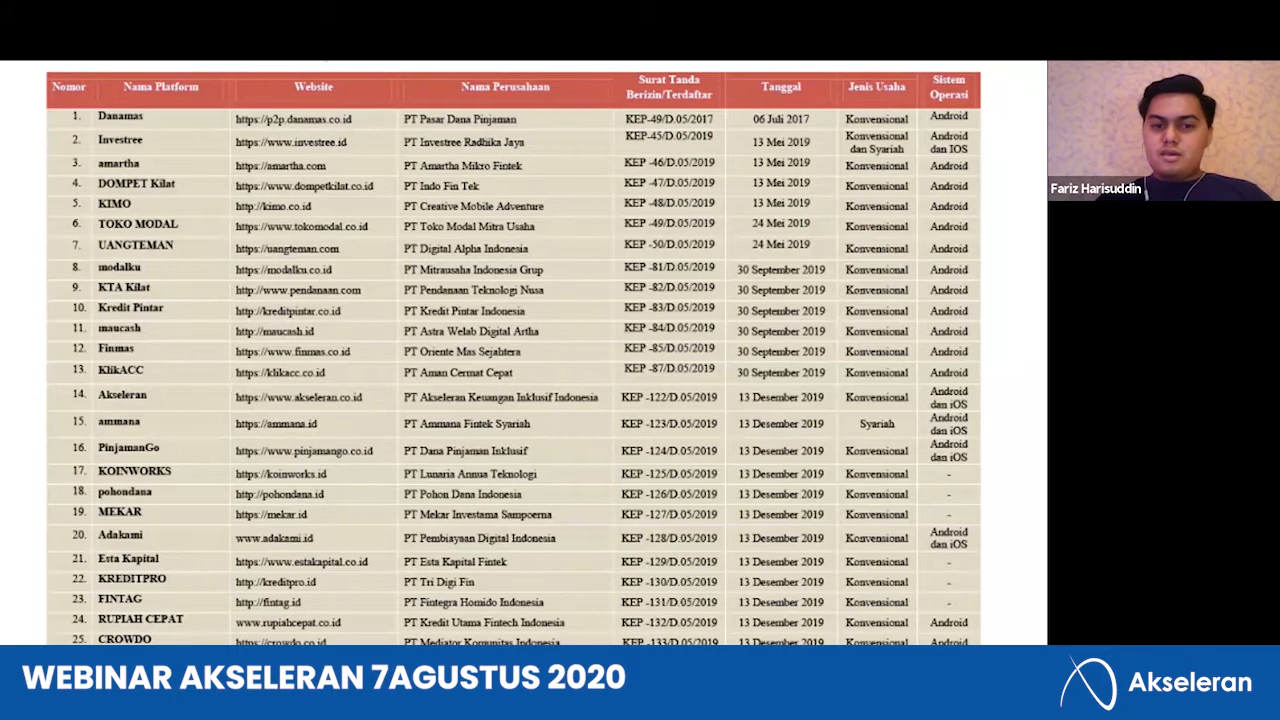 Nomor Nama Platform Website Nama Perusahaan Surat Tanda Berizin/Terdaftar Tanggal Jenis Usaha Sistem Operasi
1. Danamas https://p2p.danamas.co.id PT Pasar Dana Pinjaman KEP-49/D.05/2017 06 Juli 2017 Konvensional Android
2. Investree https://www.investree.id PT Investree Radhika Jaya KEP-45/D.05/2019 13 Mei 2019 Konvensional dan Syariah Android dan IOS
3. amartha https://amartha.com PT Amartha Mikro Fintek KEP -46/D.05/2019 13 Mei 2019 Konvensional Android
4. DOMPET Kilat https://www.dompetkilat.co.id PT Indo Fin Tek KEP -47/D.05/2019 13 Mei 2019 Konvensional Android
5. KIMO http://kimo.co.id PT Creative Mobile Adventure KEP -48/D.05/2019 13 Mei 2019 Konvensional Android
6. TOKO MODAL https://www.tokomodal.co.id PT Toko Modal Mitra Usaha KEP -49/D.05/2019 24 Mei 2019 Konvensional Android
7. UANGTEMAN https://uangteman.com PT Digital Alpha Indonesia KEP -50/D.05/2019 24 Mei 2019 Konvensional Android
8. modalku https://modalku.co.id PT Mitrausaha Indonesia Grup KEP -81/D.05/2019 30 September 2019 Konvensional Android
9. KTA Kilat http://www.pendanaan.com PT Pendanaan Teknologi Nusa KEP -82/D.05/2019 30 September 2019 Konvensional Android
10. Kredit Pintar http://kreditpintar.co.id PT Kredit Pintar Indonesia KEP -83/D.05/2019 30 September 2019 Konvensional Android
11. maucash http://maucash.id PT Astra Welab Digital Artha KEP -84/D.05/2019 30 September 2019 Konvensional Android
12. Finmas https://www.finmas.co.id PT Oriente Mas Sejahtera KEP -85/D.05/2019 30 September 2019 Konvensional Android
13. KlikACC https://klikacc.co.id PT Aman Cermat Cepat KEP -87/D.05/2019 30 September 2019 Konvensional Android
14. Akseleran https://www.akseleran.co.id PT Akseleran Keuangan Inklusif Indonesia KEP -122/D.05/2019 13 Desember 2019 Konvensional Android dan iOS
15. ammana https://ammana.id PT Ammana Fintek Syariah KEP -123/D.05/2019 13 Desember 2019 Syariah Android dan iOS
16. PinjamanGo https://www.pinjamango.co.id PT Dana Pinjaman Inklusif KEP -124/D.05/2019 13 Desember 2019 Konvensional Android dan iOS
17. KOINWORKS https://koinworks.id PT Lunaria Annua Teknologi KEP -125/D.05/2019 13 Desember 2019 Konvensional -
18. pohondana http://pohondana.id PT Pohon Dana Indonesia KEP -126/D.05/2019 13 Desember 2019 Konvensional -
19. MEKAR https://mekar.id PT Mekar Investama Sampoerna KEP -127/D.05/2019 13 Desember 2019 Konvensional -
20. Adakami www.adakami.id PT Pembiayaan Digital Indonesia KEP -128/D.05/2019 13 Desember 2019 Konvensional Android dan iOS
21. Esta Kapital https://www.estakapital.co.id PT Esta Kapital Fintek KEP -129/D.05/2019 13 Desember 2019 Konvensional -
22. KREDITPRO http://kreditpro.id PT Tri Digi Fin KEP -130/D.05/2019 13 Desember 2019 Konvensional -
23. FINTAG http://fintag.id PT Fintegra Homido Indonesia KEP -131/D.05/2019 13 Desember 2019 Konvensional -
24. RUPIAH CEPAT www.rupiahcepat.co.id PT Kredit Utama Fintech Indonesia KEP -132/D.05/2019 13 Desember 2019 Konvensional Android
25. CROWDO https://crowdo.co.id PT Mediator Komunitas Indonesia KEP -133/D.05/2019 13 Desember 2019 Konvensional Android
Fariz Harisuddin
WEBINAR AKSELERAN 7AGUSTUS 2020
Akseleran